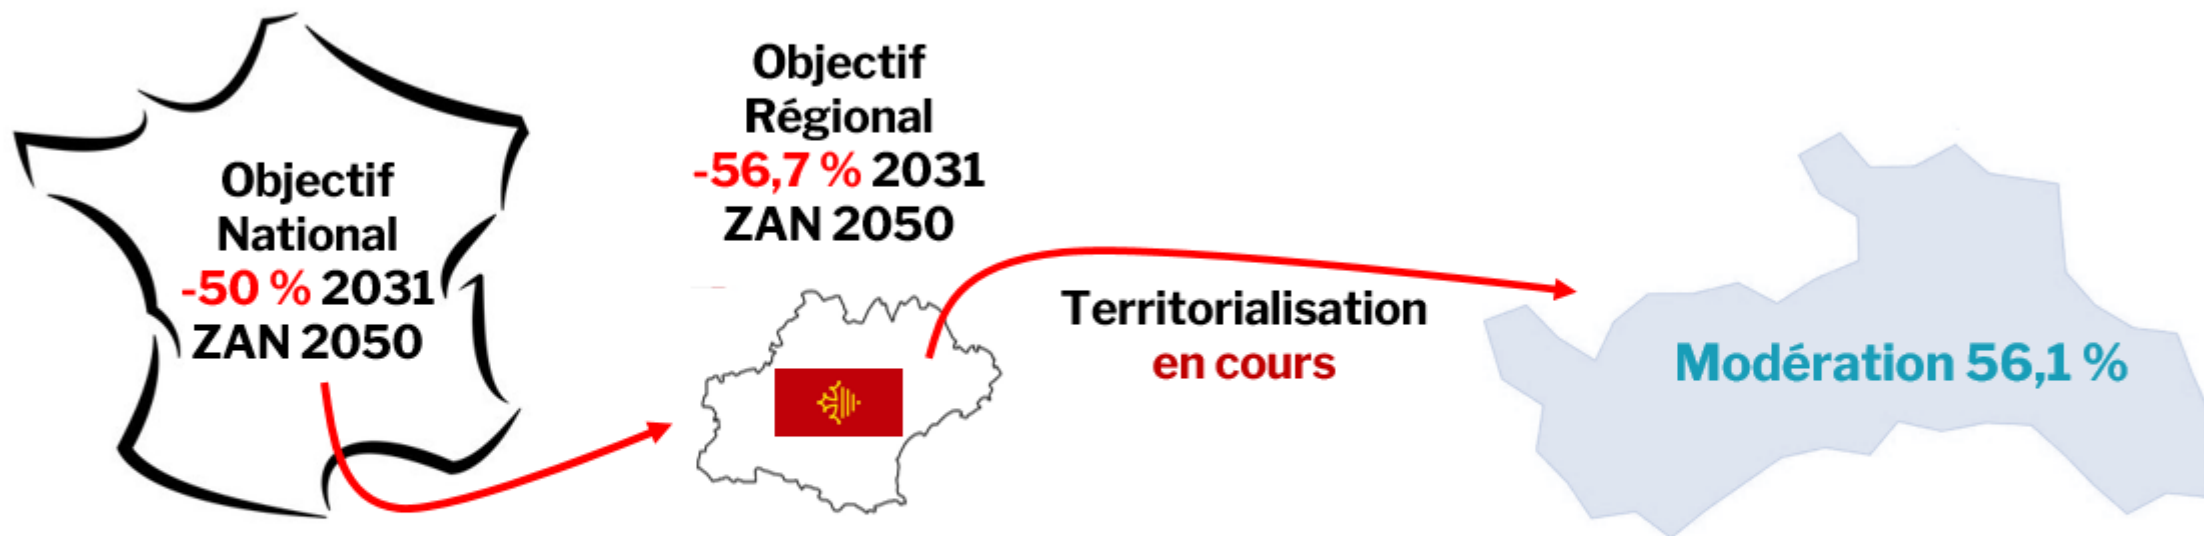 Objectif
National
-50 % 2031
ZAN 2050
Objectif
Régional
-56,7 % 2031
ZAN 2050
Territorialisation
en cours
Modération 56,1 %